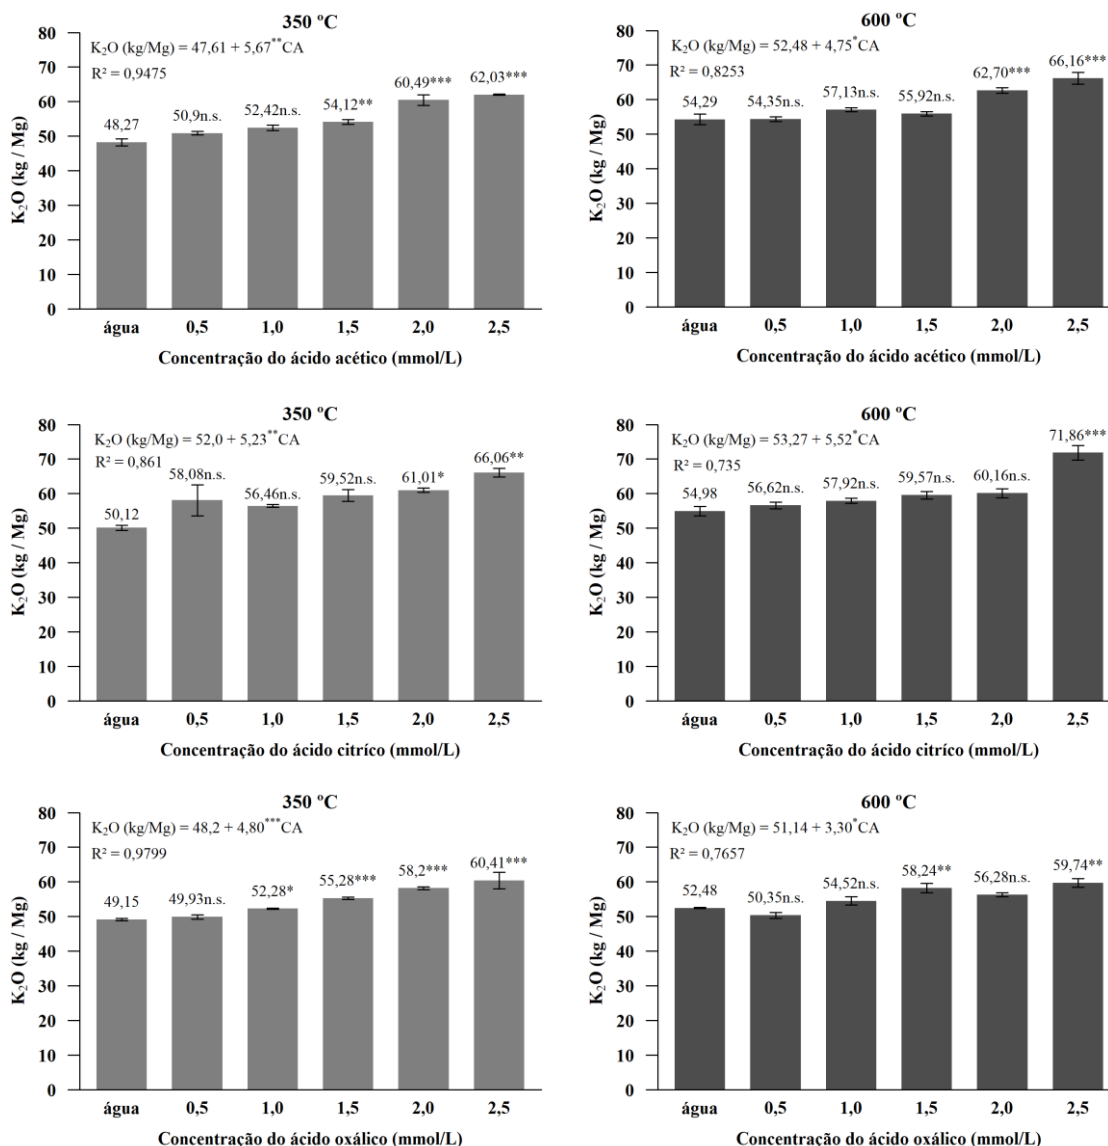 350 ºC
K₂O (kg/Mg) = 47,61 + 5,67**CA
R² = 0,9475
K₂O (kg / Mg)
80
70
60
50
40
30
20
10
0
48,27
50,9n.s.
52,42n.s.
54,12**
60,49***
62,03***
água 0,5 1,0 1,5 2,0 2,5
Concentração do ácido acético (mmol/L)
600 ºC
K₂O (kg/Mg) = 52,48 + 4,75*CA
R² = 0,8253
K₂O (kg / Mg)
80
70
60
50
40
30
20
10
0
54,29
54,35n.s.
57,13n.s.
55,92n.s.
62,70***
66,16***
água 0,5 1,0 1,5 2,0 2,5
Concentração do ácido acético (mmol/L)
350 ºC
K₂O (kg/Mg) = 52,0 + 5,23**CA
R² = 0,861
K₂O (kg / Mg)
80
70
60
50
40
30
20
10
0
50,12
58,08n.s.
56,46n.s.
59,52n.s.
61,01*
66,06**
água 0,5 1,0 1,5 2,0 2,5
Concentração do ácido citríco (mmol/L)
600 ºC
K₂O (kg/Mg) = 53,27 + 5,52*CA
R² = 0,735
K₂O (kg / Mg)
80
70
60
50
40
30
20
10
0
54,98
56,62n.s.
57,92n.s.
59,57n.s.
60,16n.s.
71,86***
água 0,5 1,0 1,5 2,0 2,5
Concentração do ácido citríco (mmol/L)
350 ºC
K₂O (kg/Mg) = 48,2 + 4,80***CA
R² = 0,9799
K₂O (kg / Mg)
80
70
60
50
40
30
20
10
0
49,15
49,93n.s.
52,28*
55,28***
58,2***
60,41***
água 0,5 1,0 1,5 2,0 2,5
Concentração do ácido oxálico (mmol/L)
600 ºC
K₂O (kg/Mg) = 51,14 + 3,30*CA
R² = 0,7657
K₂O (kg / Mg)
80
70
60
50
40
30
20
10
0
52,48
50,35n.s.
54,52n.s.
58,24**
56,28n.s.
59,74**
água 0,5 1,0 1,5 2,0 2,5
Concentração do ácido oxálico (mmol/L)